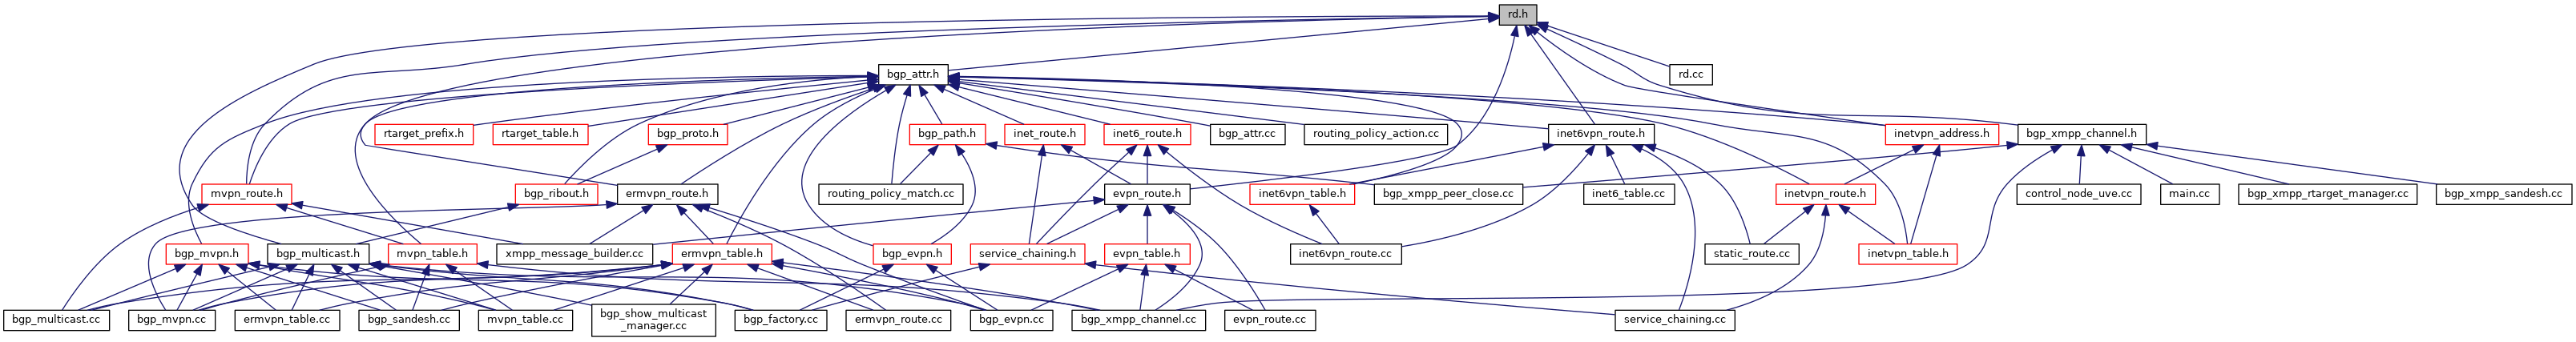 rd.h
bgp_attr.h
rd.cc
rtarget_prefix.h
rtarget_table.h
bgp_proto.h
bgp_path.h
inet_route.h
inet6_route.h
bgp_attr.cc
routing_policy_action.cc
inet6vpn_route.h
inetvpn_address.h
bgp_xmpp_channel.h
mvpn_route.h
bgp_ribout.h
ermvpn_route.h
routing_policy_match.cc
evpn_route.h
inet6vpn_table.h
bgp_xmpp_peer_close.cc
inet6_table.cc
inetvpn_route.h
control_node_uve.cc
main.cc
bgp_xmpp_rtarget_manager.cc
bgp_xmpp_sandesh.cc
bgp_mvpn.h
bgp_multicast.h
mvpn_table.h
xmpp_message_builder.cc
ermvpn_table.h
bgp_evpn.h
service_chaining.h
evpn_table.h
inet6vpn_route.cc
static_route.cc
inetvpn_table.h
bgp_multicast.cc
bgp_mvpn.cc
ermvpn_table.cc
bgp_sandesh.cc
mvpn_table.cc
bgp_show_multicast
_manager.cc
bgp_factory.cc
ermvpn_route.cc
bgp_evpn.cc
bgp_xmpp_channel.cc
evpn_route.cc
service_chaining.cc